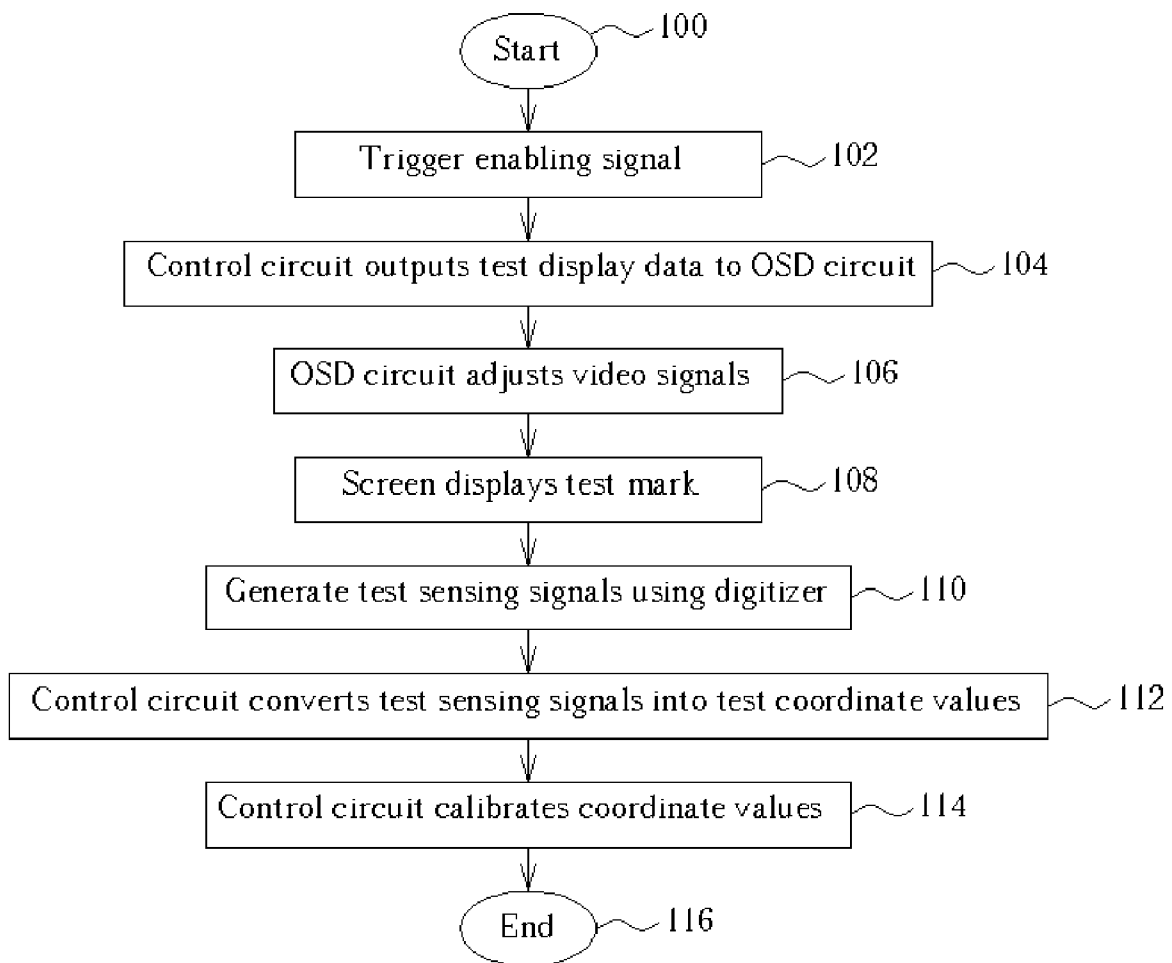 Start 100
Trigger enabling signal 102
Control circuit outputs test display data to OSD circuit 104
OSD circuit adjusts video signals 106
Screen displays test mark 108
Generate test sensing signals using digitizer 110
Control circuit converts test sensing signals into test coordinate values 112
Control circuit calibrates coordinate values 114
End 116